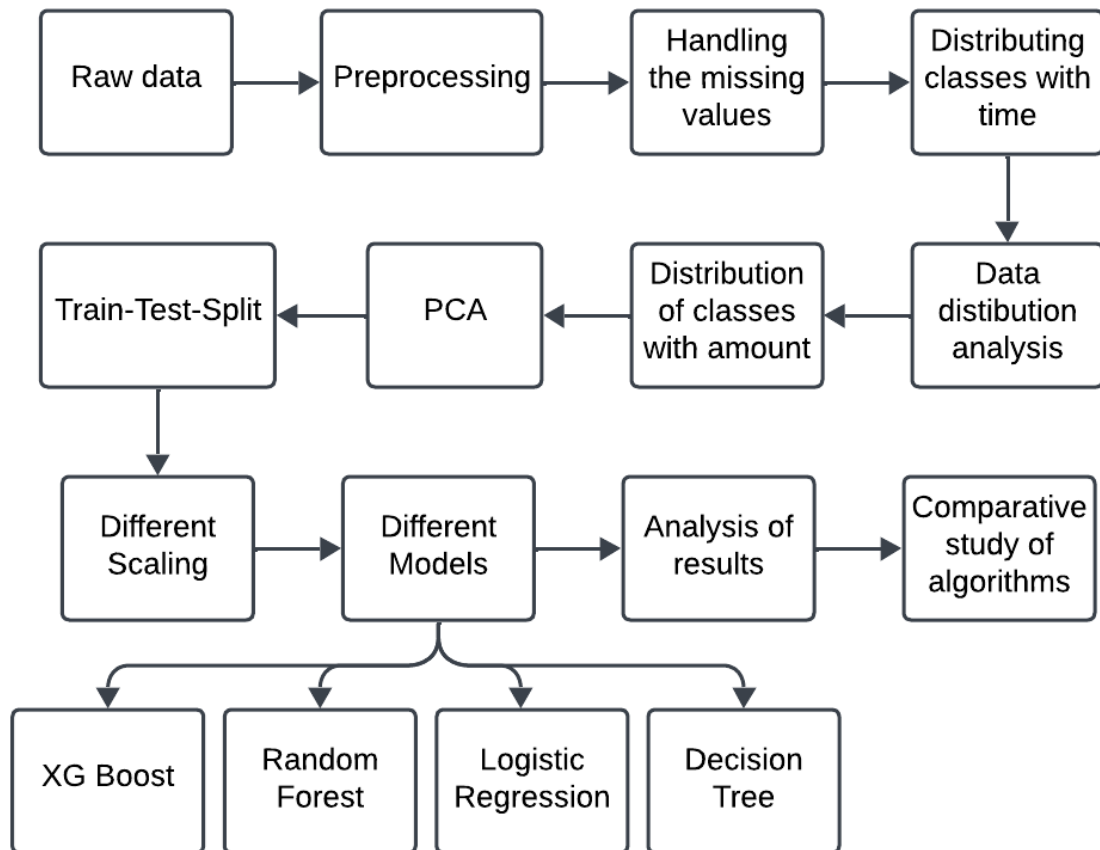 Raw data
Preprocessing
Handling
the missing
values
Distributing
classes with
time
Data
distibution
analysis
Distribution
of classes
with amount
PCA
Train-Test-Split
Different
Scaling
Different
Models
Analysis of
results
Comparative
study of
algorithms
XG Boost
Random
Forest
Logistic
Regression
Decision
Tree